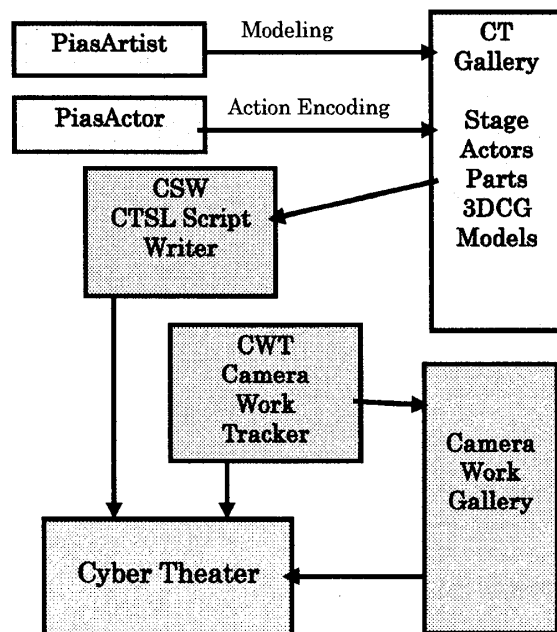 PiasArtist
Modeling
CT
Gallery
PiasActor
Action Encoding
Stage
Actors
Parts
3DCG
Models
CSW
CTSL Script
Writer
CWT
Camera
Work
Tracker
Camera
Work
Gallery
Cyber Theater